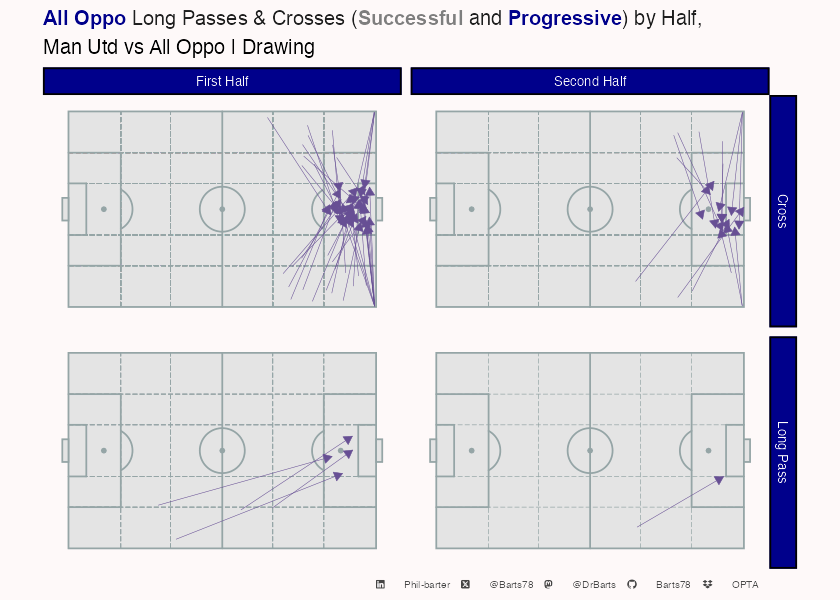 All Oppo Long Passes & Crosses (Successful and Progressive) by Half,
Man Utd vs All Oppo | Drawing
First Half
Second Half
Cross
Long Pass
Phil-barter @Barts78 @DrBarts Barts78 OPTA